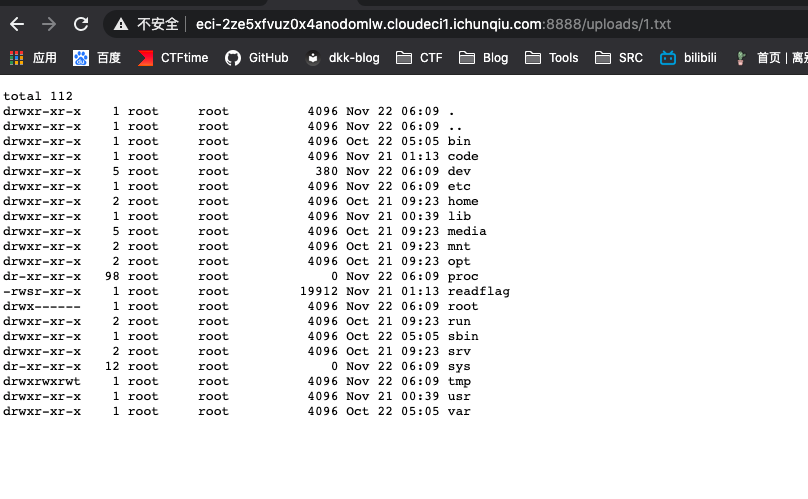 不安全 eci-2ze5xfvuz0x4anodomlw.cloudeci1.ichunqiu.com:8888/uploads/1.txt
应用 百度 CTFtime GitHub dkk-blog CTF Blog Tools SRC bilibili 首页 | 离别
total 112
drwxr-xr-x 1 root root 4096 Nov 22 06:09 .
drwxr-xr-x 1 root root 4096 Nov 22 06:09 ..
drwxr-xr-x 1 root root 4096 Oct 22 05:05 bin
drwxr-xr-x 1 root root 4096 Nov 21 01:13 code
drwxr-xr-x 5 root root 380 Nov 22 06:09 dev
drwxr-xr-x 1 root root 4096 Nov 22 06:09 etc
drwxr-xr-x 2 root root 4096 Oct 21 09:23 home
drwxr-xr-x 1 root root 4096 Nov 21 00:39 lib
drwxr-xr-x 5 root root 4096 Oct 21 09:23 media
drwxr-xr-x 2 root root 4096 Oct 21 09:23 mnt
drwxr-xr-x 2 root root 4096 Oct 21 09:23 opt
dr-xr-xr-x 98 root root 0 Nov 22 06:09 proc
-rwsr-xr-x 1 root root 19912 Nov 21 01:13 readflag
drwx------ 1 root root 4096 Nov 22 06:09 root
drwxr-xr-x 2 root root 4096 Oct 21 09:23 run
drwxr-xr-x 1 root root 4096 Oct 22 05:05 sbin
drwxr-xr-x 2 root root 4096 Oct 21 09:23 srv
dr-xr-xr-x 12 root root 0 Nov 22 06:09 sys
drwxrwxrwt 1 root root 4096 Nov 22 06:09 tmp
drwxr-xr-x 1 root root 4096 Nov 21 00:39 usr
drwxr-xr-x 1 root root 4096 Oct 22 05:05 var